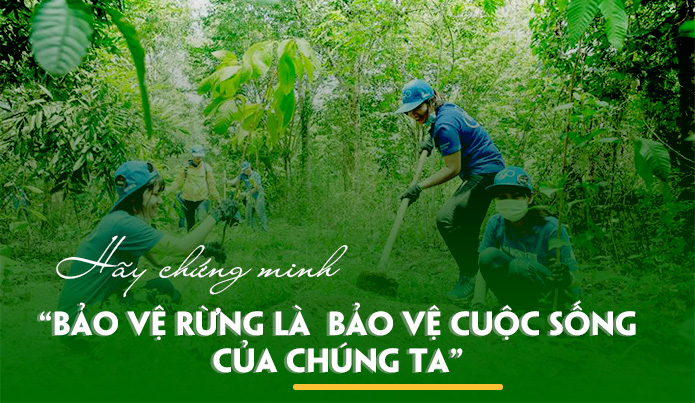 Hãy chứng minh
“BẢO VỆ RỪNG LÀ BẢO VỆ CUỘC SỐNG
CỦA CHÚNG TA”